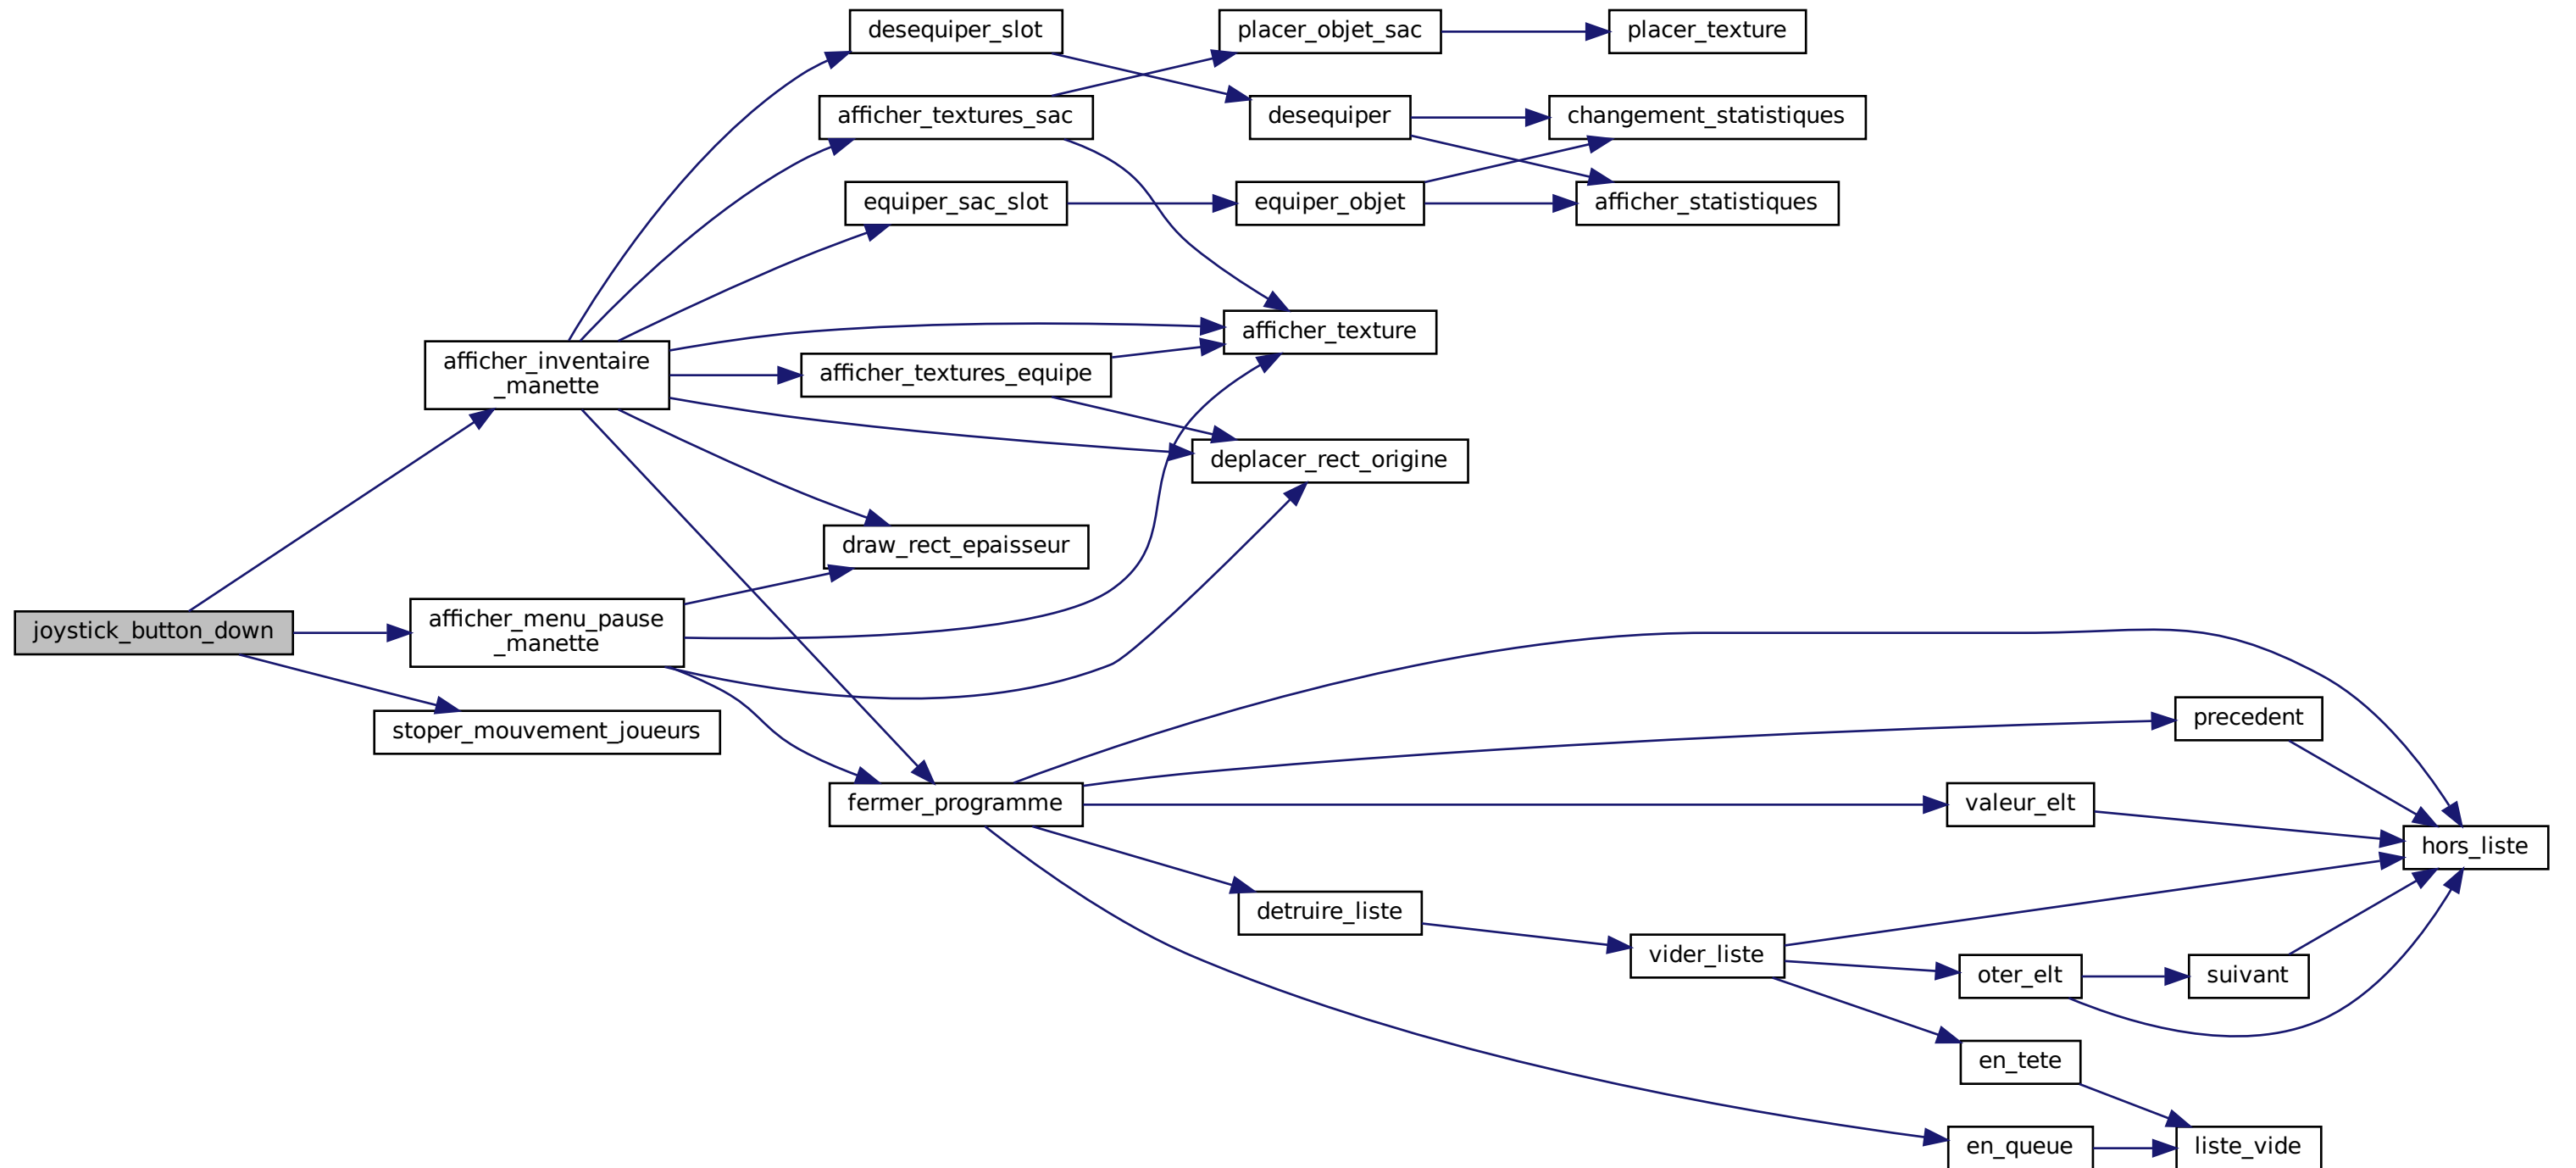 desequiper_slot
placer_objet_sac
placer_texture
afficher_textures_sac
desequiper
changement_statistiques
equiper_sac_slot
equiper_objet
afficher_statistiques
afficher_texture
afficher_inventaire
_manette
afficher_textures_equipe
deplacer_rect_origine
draw_rect_epaisseur
joystick_button_down
afficher_menu_pause
_manette
stoper_mouvement_joueurs
precedent
fermer_programme
valeur_elt
hors_liste
detruire_liste
vider_liste
oter_elt
suivant
en_tete
en_queue
liste_vide